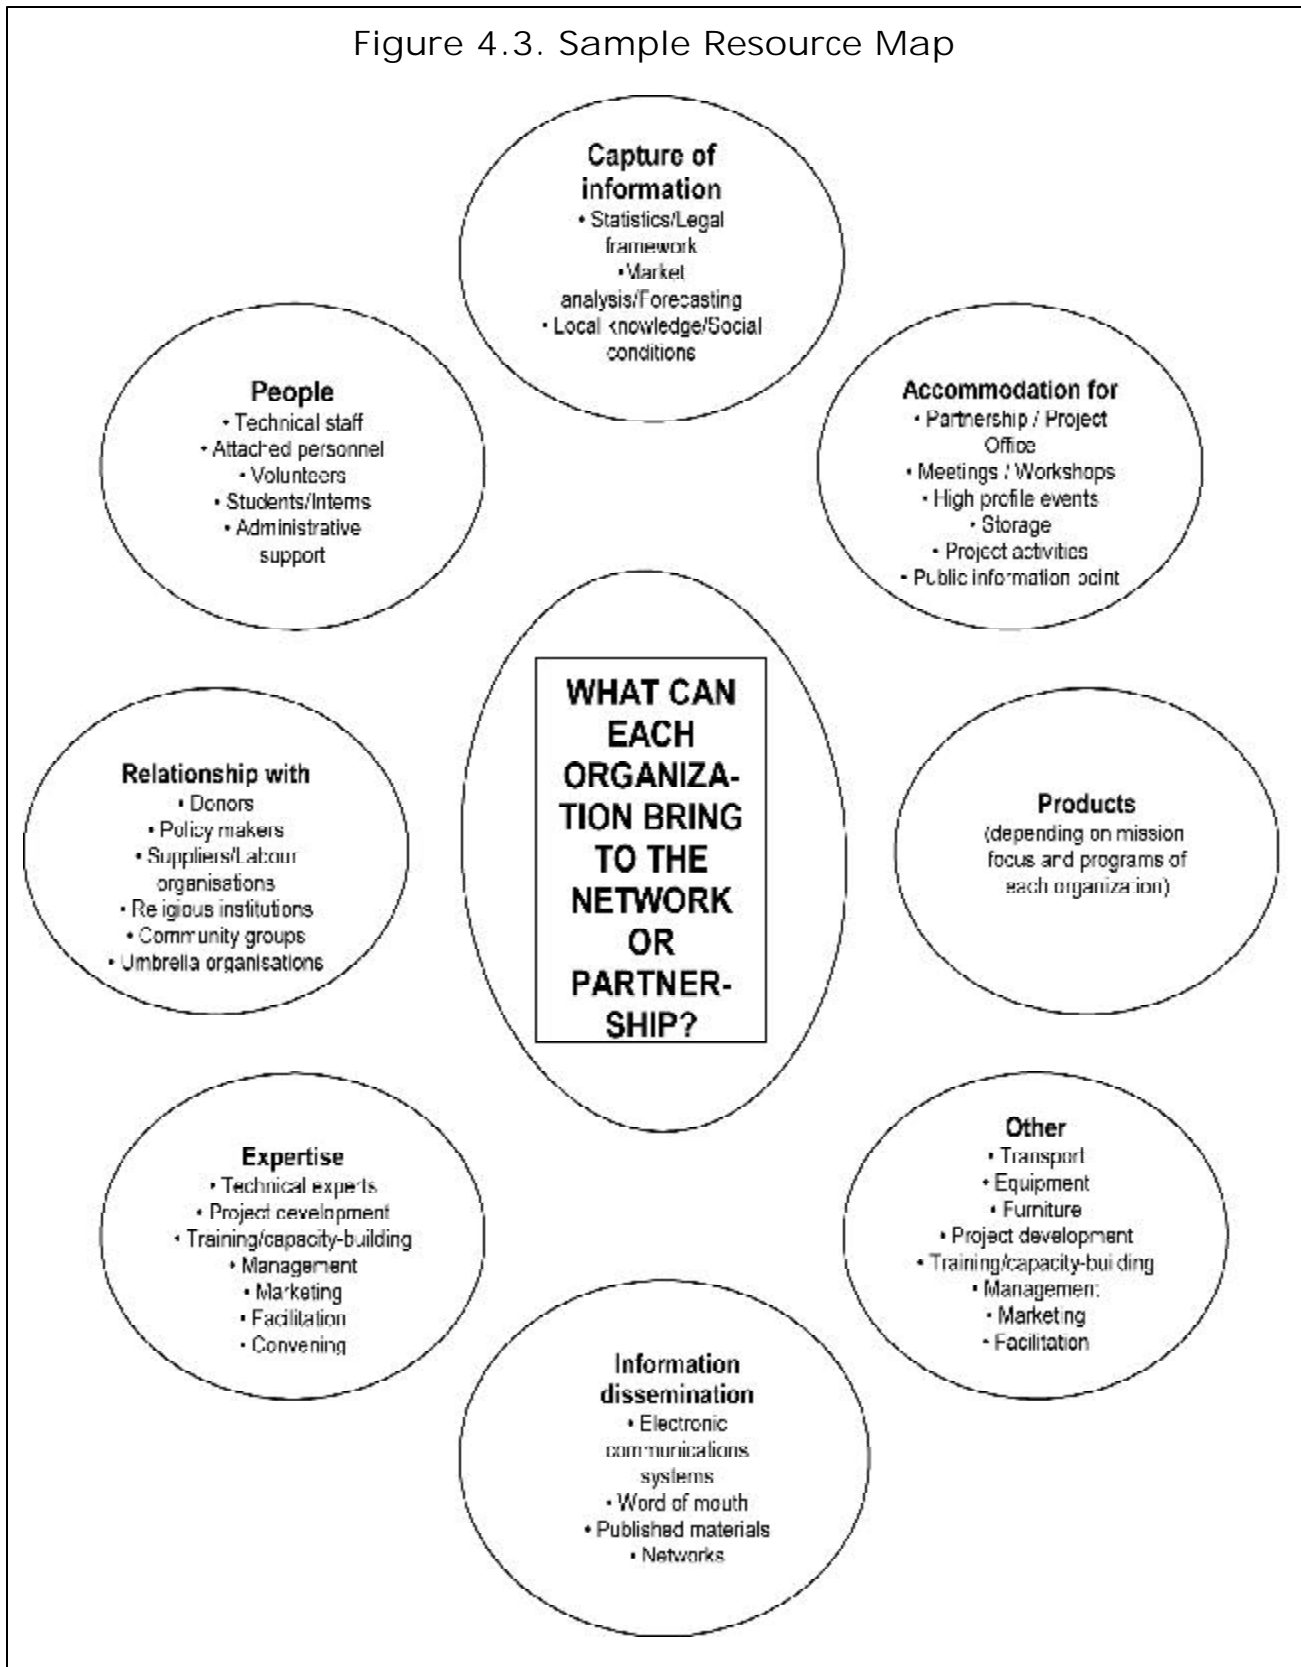 Figure 4.3. Sample Resource Map
Capture of
information
• Statistics/Legal
framework
• Market
analysis/Forecasting
• Local knowledge/Social
conditions
People
• Technical staff
• Attached personnel
• Volunteers
• Students/Interns
• Administrative
support
Accommodation for
• Partnership / Project
Office
• Meetings / Workshops
• High profile events
• Storage
• Project activities
• Public information point
WHAT CAN
EACH
ORGANIZA-
TION BRING
TO THE
NETWORK
OR
PARTNER-
SHIP?
Relationship with
• Donors
• Policy makers
• Suppliers/Labour
organisations
• Religious institutions
• Community groups
• Umbrella organisations
Products
(depending on mission
focus and programs of
each organization)
Expertise
• Technical experts
• Project development
• Training/capacity-building
• Management
• Marketing
• Facilitation
• Convening
Other
• Transport
• Equipment
• Furniture
• Project development
• Training/capacity-building
• Management
• Marketing
• Facilitation
Information
dissemination
• Electronic
communications
systems
• Word of mouth
• Published materials
• Networks